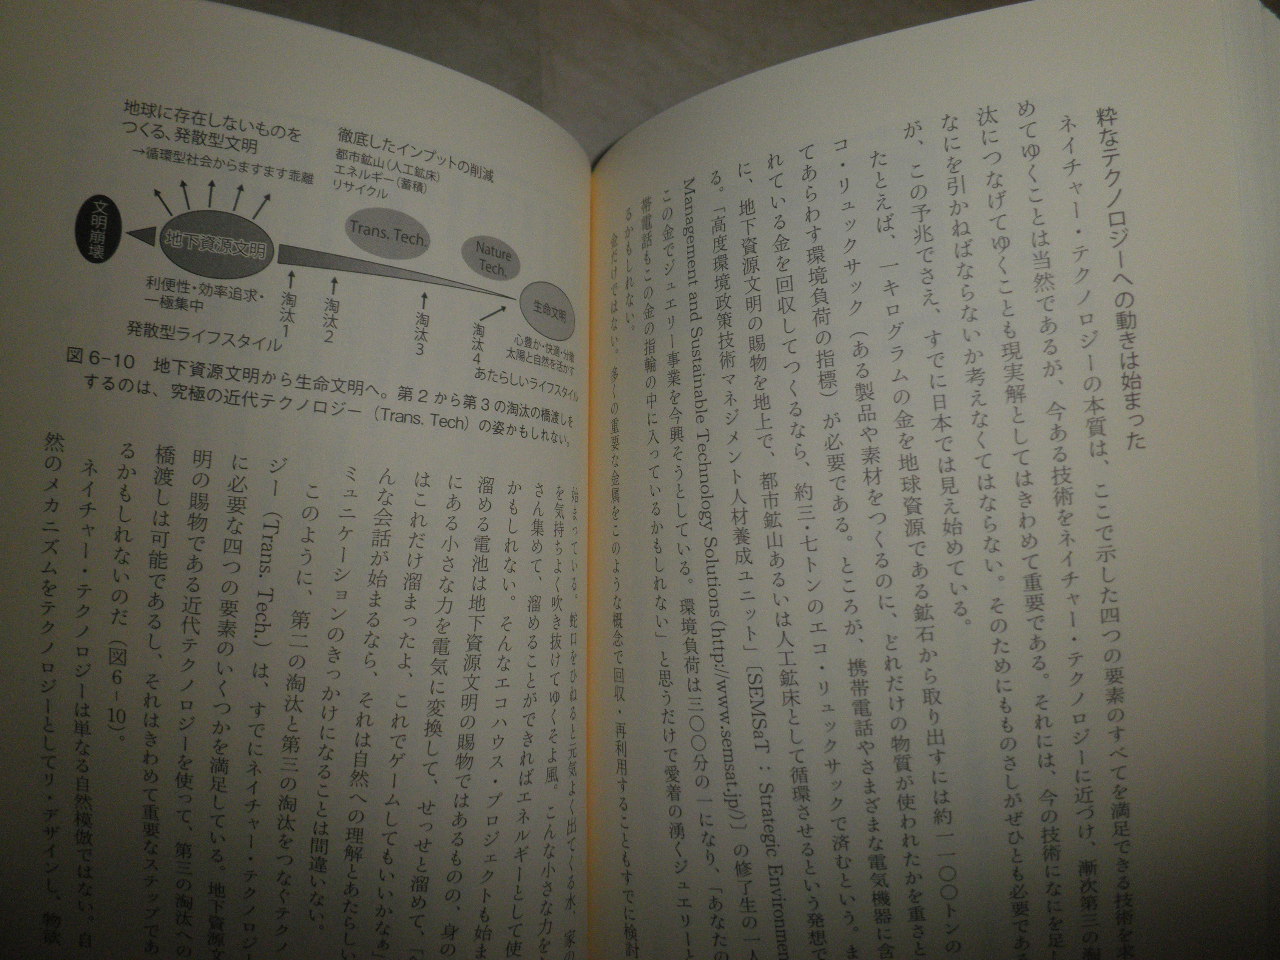 粋なテクノロジーへの動きは始まった
ネイチャー・テクノロジーの本質は、ここで示した四つの要素のすべてを満足できる技術を求
めてゆくことは当然であるが、今ある技術をネイチャー・テクノロジーに近づけ、漸次第三の淘
汰につなげてゆくことも現実解としてはきわめて重要である。それには、今の技術になにを足し
なにを引かねばならないか考えなくてはならない。そのためにもものさしがぜひとも必要である
が、この予兆でさえ、すでに日本では見え始めている。
たとえば、一キログラムの金を地球資源である鉱石から取り出すには約一一〇〇トンの
コ・リュックサック（ある製品や素材をつくるのに、どれだけの物質が使われたかを重さと
てあらわす環境負荷の指標）が必要である。ところが、携帯電話やさまざまな電気機器に含
れている金を回収してつくるなら、約三・七トンのエコ・リュックサックで済むという。ま
に、地下資源文明の賜物を地上で、都市鉱山あるいは人工鉱床として循環させるという発想で
る。「高度環境政策技術マネジメント人材養成ユニット」〔SEMSaT： Strategic Environmen
Management and Sustainable Technology Solutions（http://www.semsat.jp/）〕の修了生の一人
この金でジュエリー事業を今興そうとしている。環境負荷は三〇〇分の一になり、「あなたの
帯電話もこの金の指輪の中に入っているかもしれない」と思うだけで愛着の湧くジュエリーと
るかもしれない。
金だけではない。多くの重要な金属をこのような概念で回収・再利用することもすでに検討
地球に存在しないものを
つくる、発散型文明
→循環型社会からますます乖離
徹底したインプットの削減
都市鉱山（人工鉱床）
エネルギー（蓄積）
リサイクル
文明崩壊
地下資源文明
Trans. Tech.
Nature
Tech.
生命文明
利便性・効率追求・
一極集中
発散型ライフスタイル
淘汰1
淘汰2
淘汰3
淘汰4
心豊か・快適・
太陽と自然を活かす
あたらしいライフスタイル
図 6-10 地下資源文明から生命文明へ。第2から第3の淘汰の橋渡しを
するのは、究極の近代テクノロジー（Trans. Tech）の姿かもしれない。
始まっている。蛇口をひねると元気よく出てくる水、家の
を気持ちよく吹き抜けてゆくそよ風。こんな小さな力を
さん集めて、溜めることができればエネルギーとして使
かもしれない。そんなエコハウス・プロジェクトも始ま
溜める電池は地下資源文明の賜物ではあるものの、身の
にある小さな力を電気に変換して、せっせと溜めて、「
はこれだけ溜まったよ、これでゲームしてもいいかなぁ」
んな会話が始まるなら、それは自然への理解とあたらしい
ミュニケーションのきっかけになることは間違いない。
このように、第二の淘汰と第三の淘汰をつなぐテクノ
ジー（Trans. Tech.）は、すでにネイチャー・テクノロジ
に必要な四つの要素のいくつかを満足している。地下資源文
明の賜物である近代テクノロジーを使って、第三の淘汰への
橋渡しは可能であるし、それはきわめて重要なステップであ
るかもしれないのだ（図6-10）。
ネイチャー・テクノロジーは単なる自然模倣ではない。自
然のメカニズムをテクノロジーとしてリ・デザインし、物欲